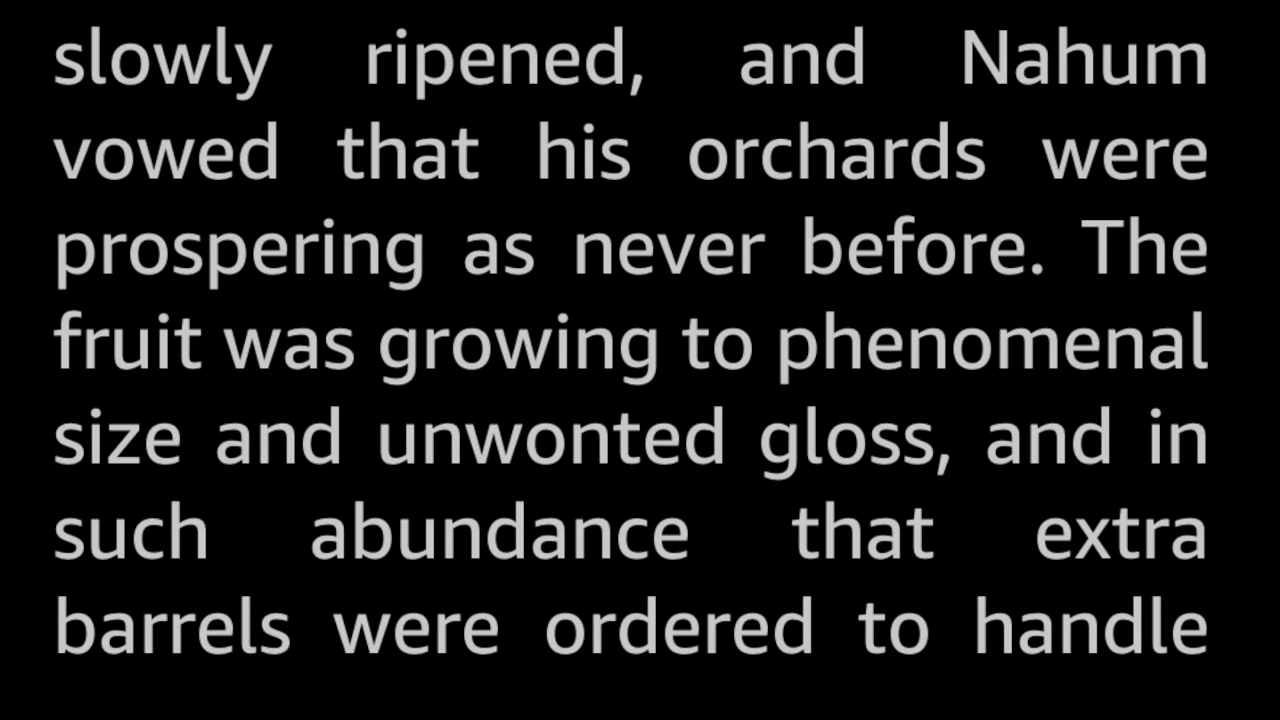 slowly ripened, and Nahum
vowed that his orchards were
prospering as never before. The
fruit was growing to phenomenal
size and unwonted gloss, and in
such abundance that extra
barrels were ordered to handle